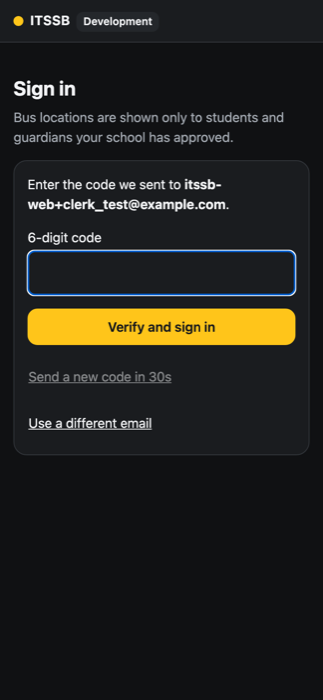 ITSSB Development
Sign in
Bus locations are shown only to students and
guardians your school has approved.
Enter the code we sent to itssb-
web+clerk_test@example.com.
6-digit code
Verify and sign in
Send a new code in 30s
Use a different email